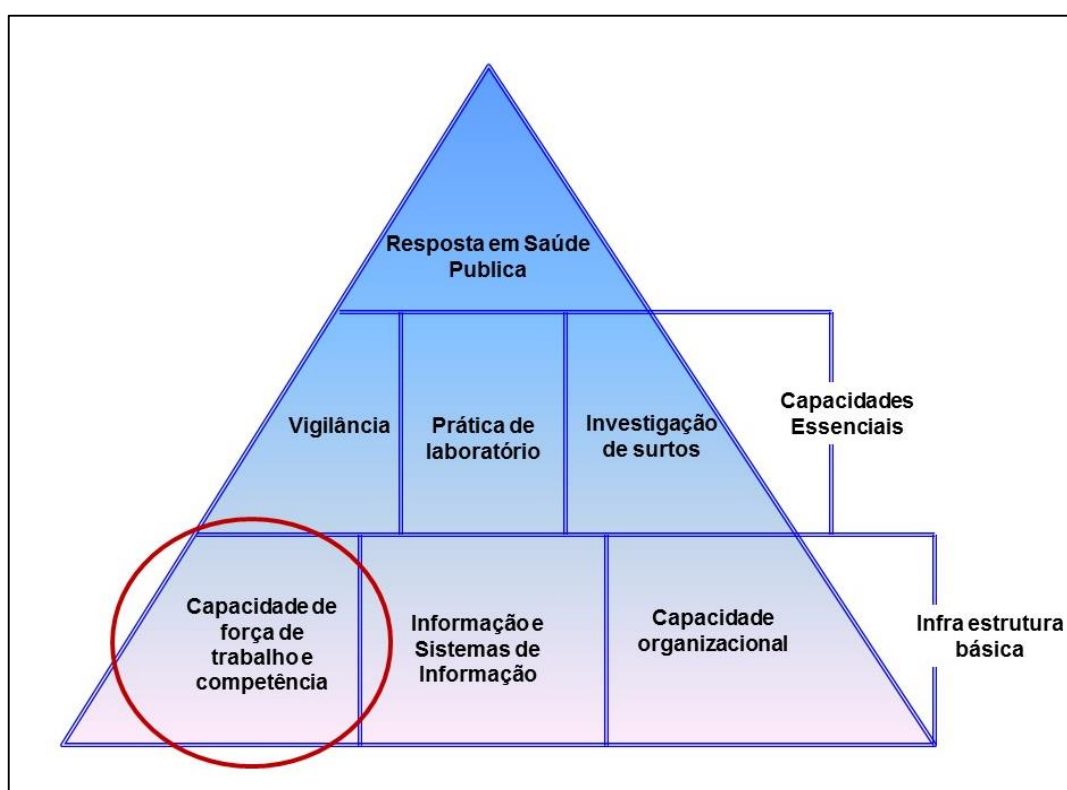 Resposta em Saúde
Publica
Vigilância
Prática de
laboratório
Investigação
de surtos
Capacidades
Essenciais
Capacidade de
força de
trabalho e
competência
Informação e
Sistemas de
Informação
Capacidade
organizacional
Infra estrutura
básica